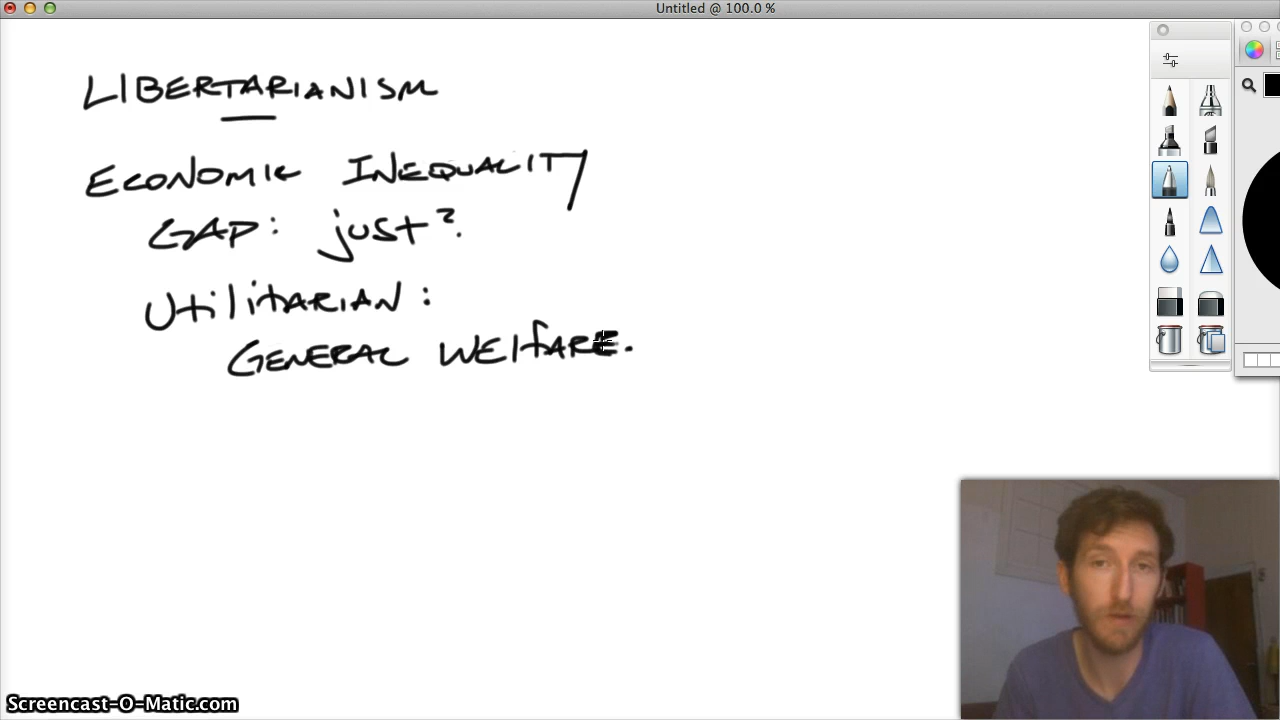 Untitled @ 100.0 %
LIBERTARIANISM
ECONOMIC INEQUALITY
GAP: just?
UtilitARIAN:
GENERAL WElfARE.
Screencast-O-Matic.com